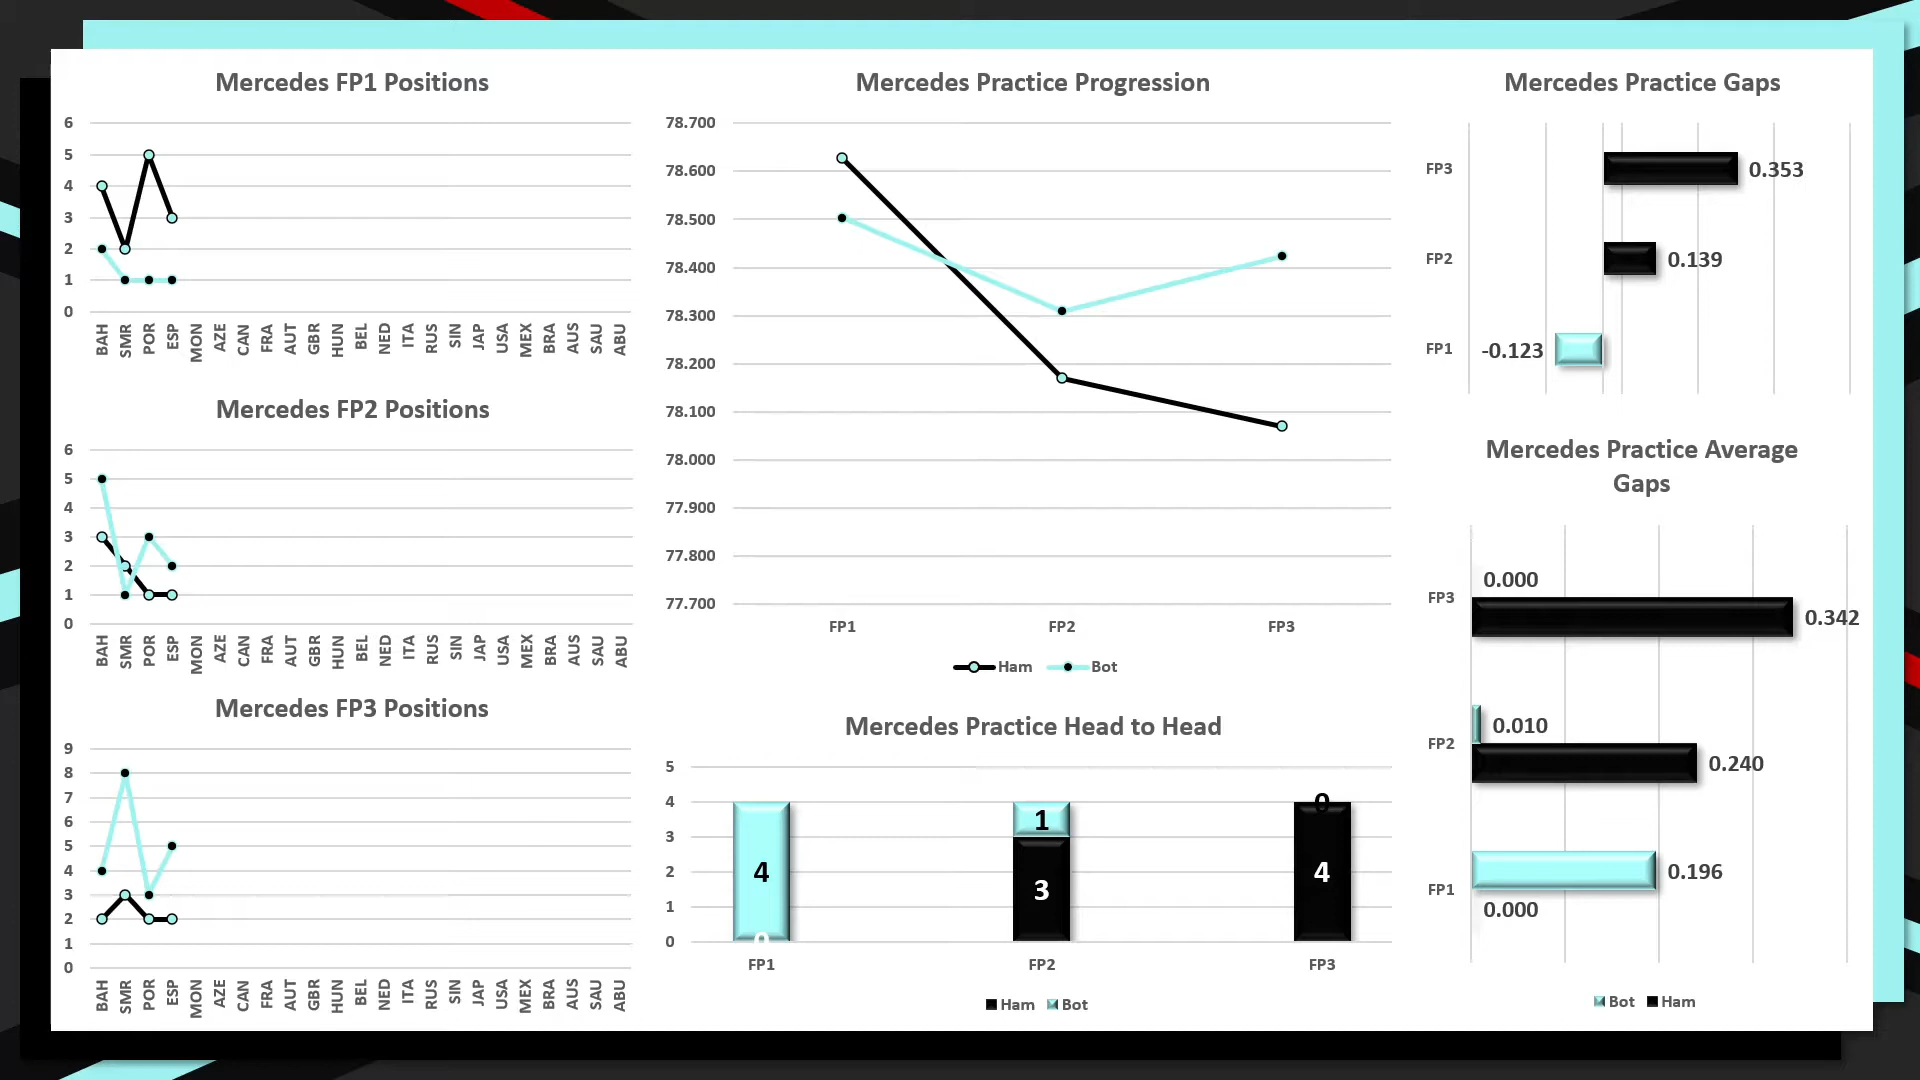 Mercedes FP1 Positions
6
5
4
3
2
1
0
BAH SMR POR ESP MON AZE CAN FRA AUT GBR HUN BEL NED ITA RUS SIN JAP USA MEX BRA AUS SAU ABU
Mercedes FP2 Positions
6
5
4
3
2
1
0
BAH SMR POR ESP MON AZE CAN FRA AUT GBR HUN BEL NED ITA RUS SIN JAP USA MEX BRA AUS SAU ABU
Mercedes FP3 Positions
9
8
7
6
5
4
3
2
1
0
BAH SMR POR ESP MON AZE CAN FRA AUT GBR HUN BEL NED ITA RUS SIN JAP USA MEX BRA AUS SAU ABU
Mercedes Practice Progression
78.700
78.600
78.500
78.400
78.300
78.200
78.100
78.000
77.900
77.800
77.700
FP1 FP2 FP3
Ham Bot
Mercedes Practice Head to Head
5
4
3
2
1
0
4
0
1
3
0
4
FP1 FP2 FP3
Ham Bot
Mercedes Practice Gaps
FP3 0.353
FP2 0.139
FP1 -0.123
Mercedes Practice Average
Gaps
0.000
FP3
0.342
0.010
FP2
0.240
0.196
FP1
0.000
Bot Ham